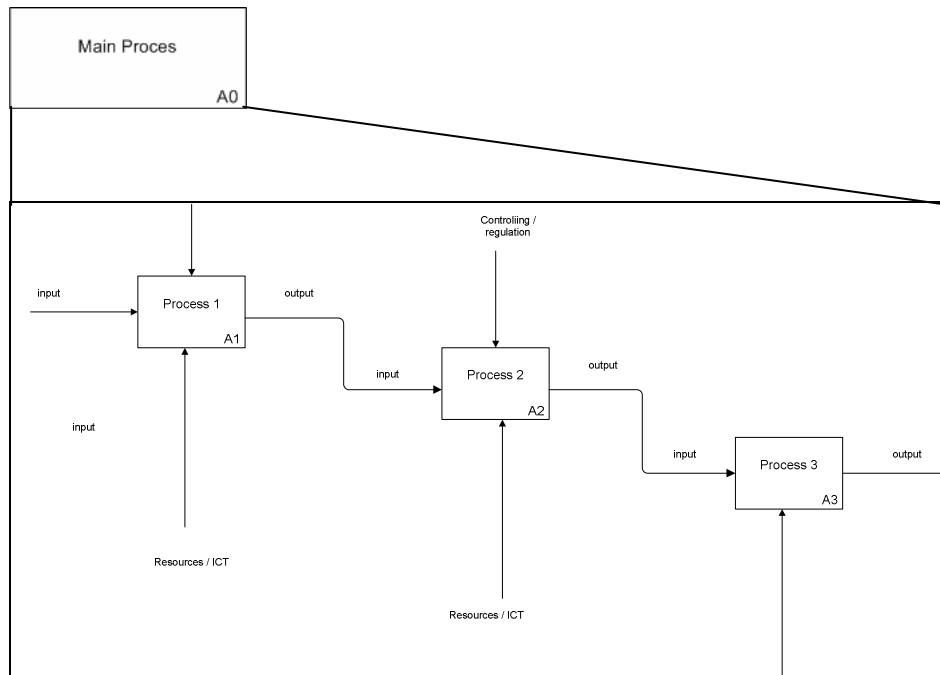 Main Proces
A0
Controliing /
regulation
input
Process 1
A1
output
input
Process 2
A2
output
input
input
Process 3
A3
output
Resources / ICT
Resources / ICT